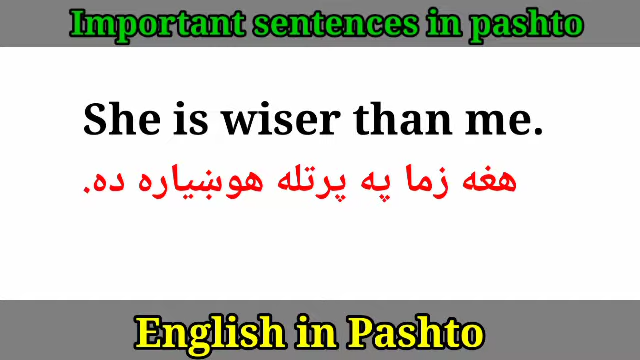 Important sentences in pashto
She is wiser than me.
هغه زما په پرتله هوښیاره ده.
English in Pashto